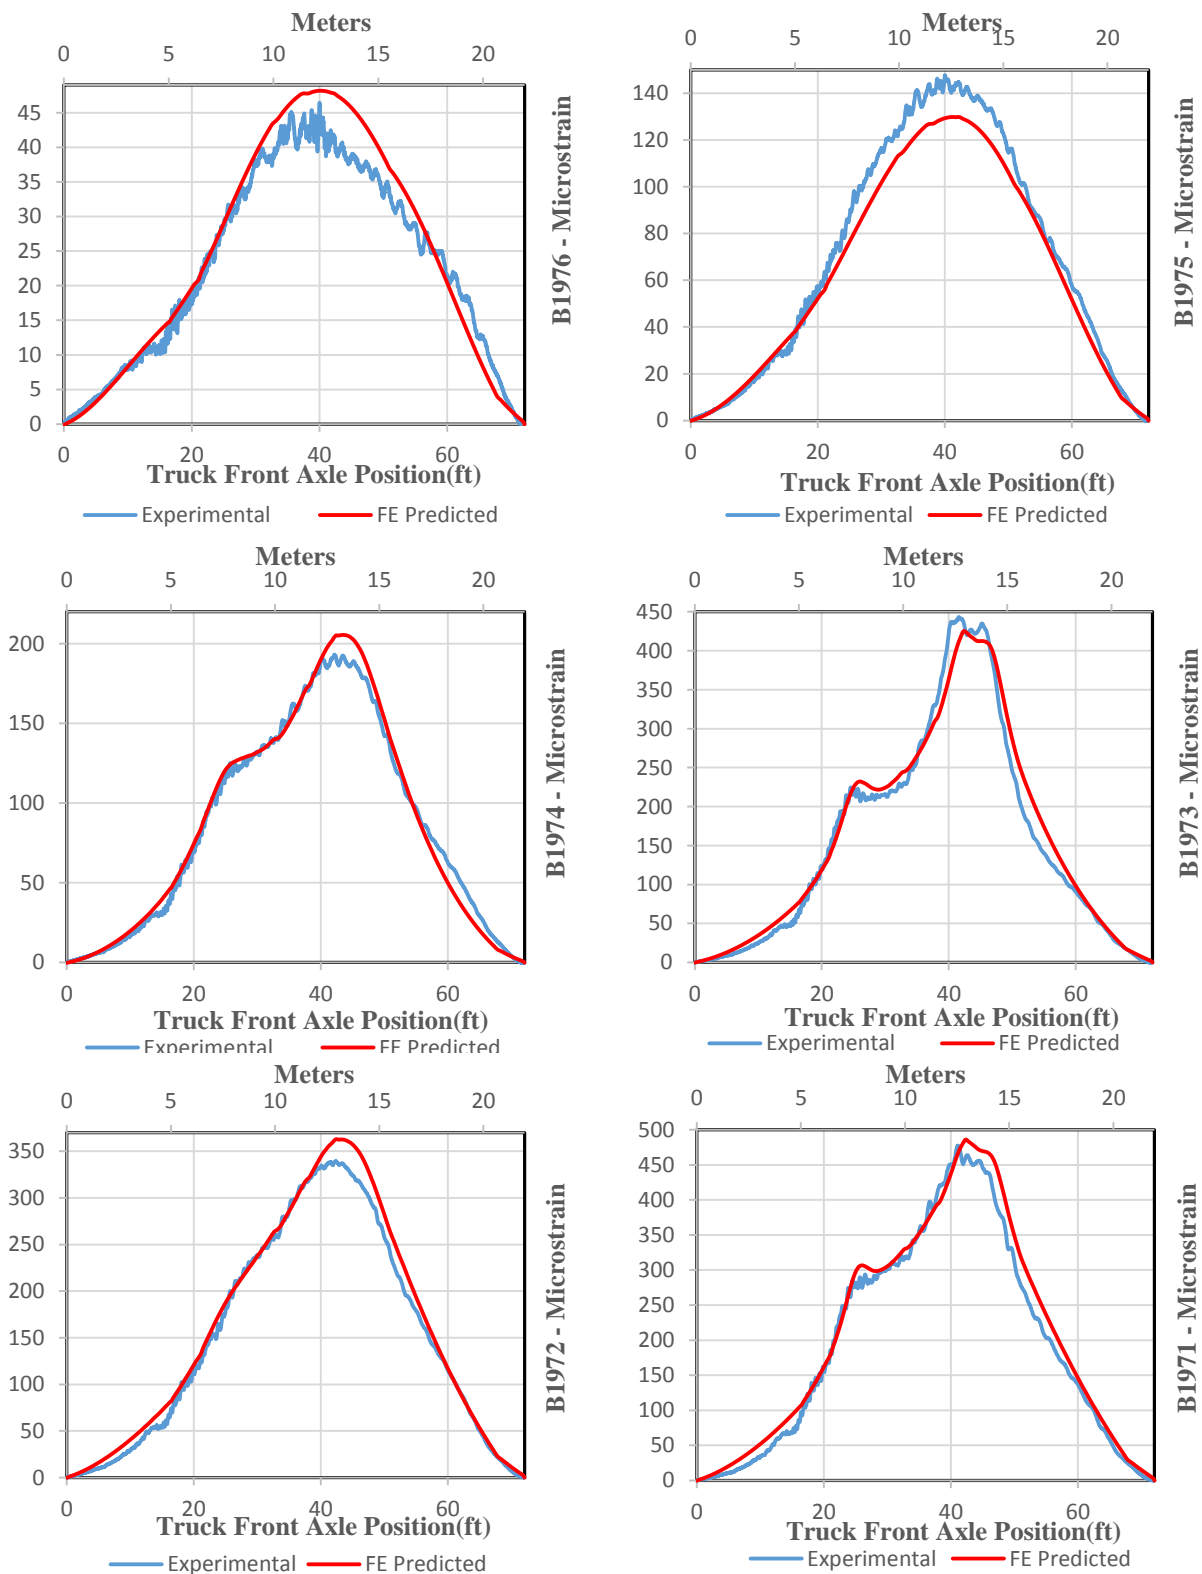 Meters
0 5 10 15 20
45
40
35
30
25
20
15
10
5
0
0 20 40 60
Truck Front Axle Position(ft)
B1976 - Microstrain
Experimental FE Predicted
Meters
0 5 10 15 20
140
120
100
80
60
40
20
0
0 20 40 60
Truck Front Axle Position(ft)
B1975 - Microstrain
Experimental FE Predicted
Meters
0 5 10 15 20
200
150
100
50
0
0 20 40 60
Truck Front Axle Position(ft)
B1974 - Microstrain
Experimental FE Predicted
Meters
0 5 10 15 20
450
400
350
300
250
200
150
100
50
0
0 20 40 60
Truck Front Axle Position(ft)
B1973 - Microstrain
Experimental FE Predicted
Meters
0 5 10 15 20
350
300
250
200
150
100
50
0
0 20 40 60
Truck Front Axle Position(ft)
B1972 - Microstrain
Experimental FE Predicted
Meters
0 5 10 15 20
500
450
400
350
300
250
200
150
100
50
0
0 20 40 60
Truck Front Axle Position(ft)
B1971 - Microstrain
Experimental FE Predicted